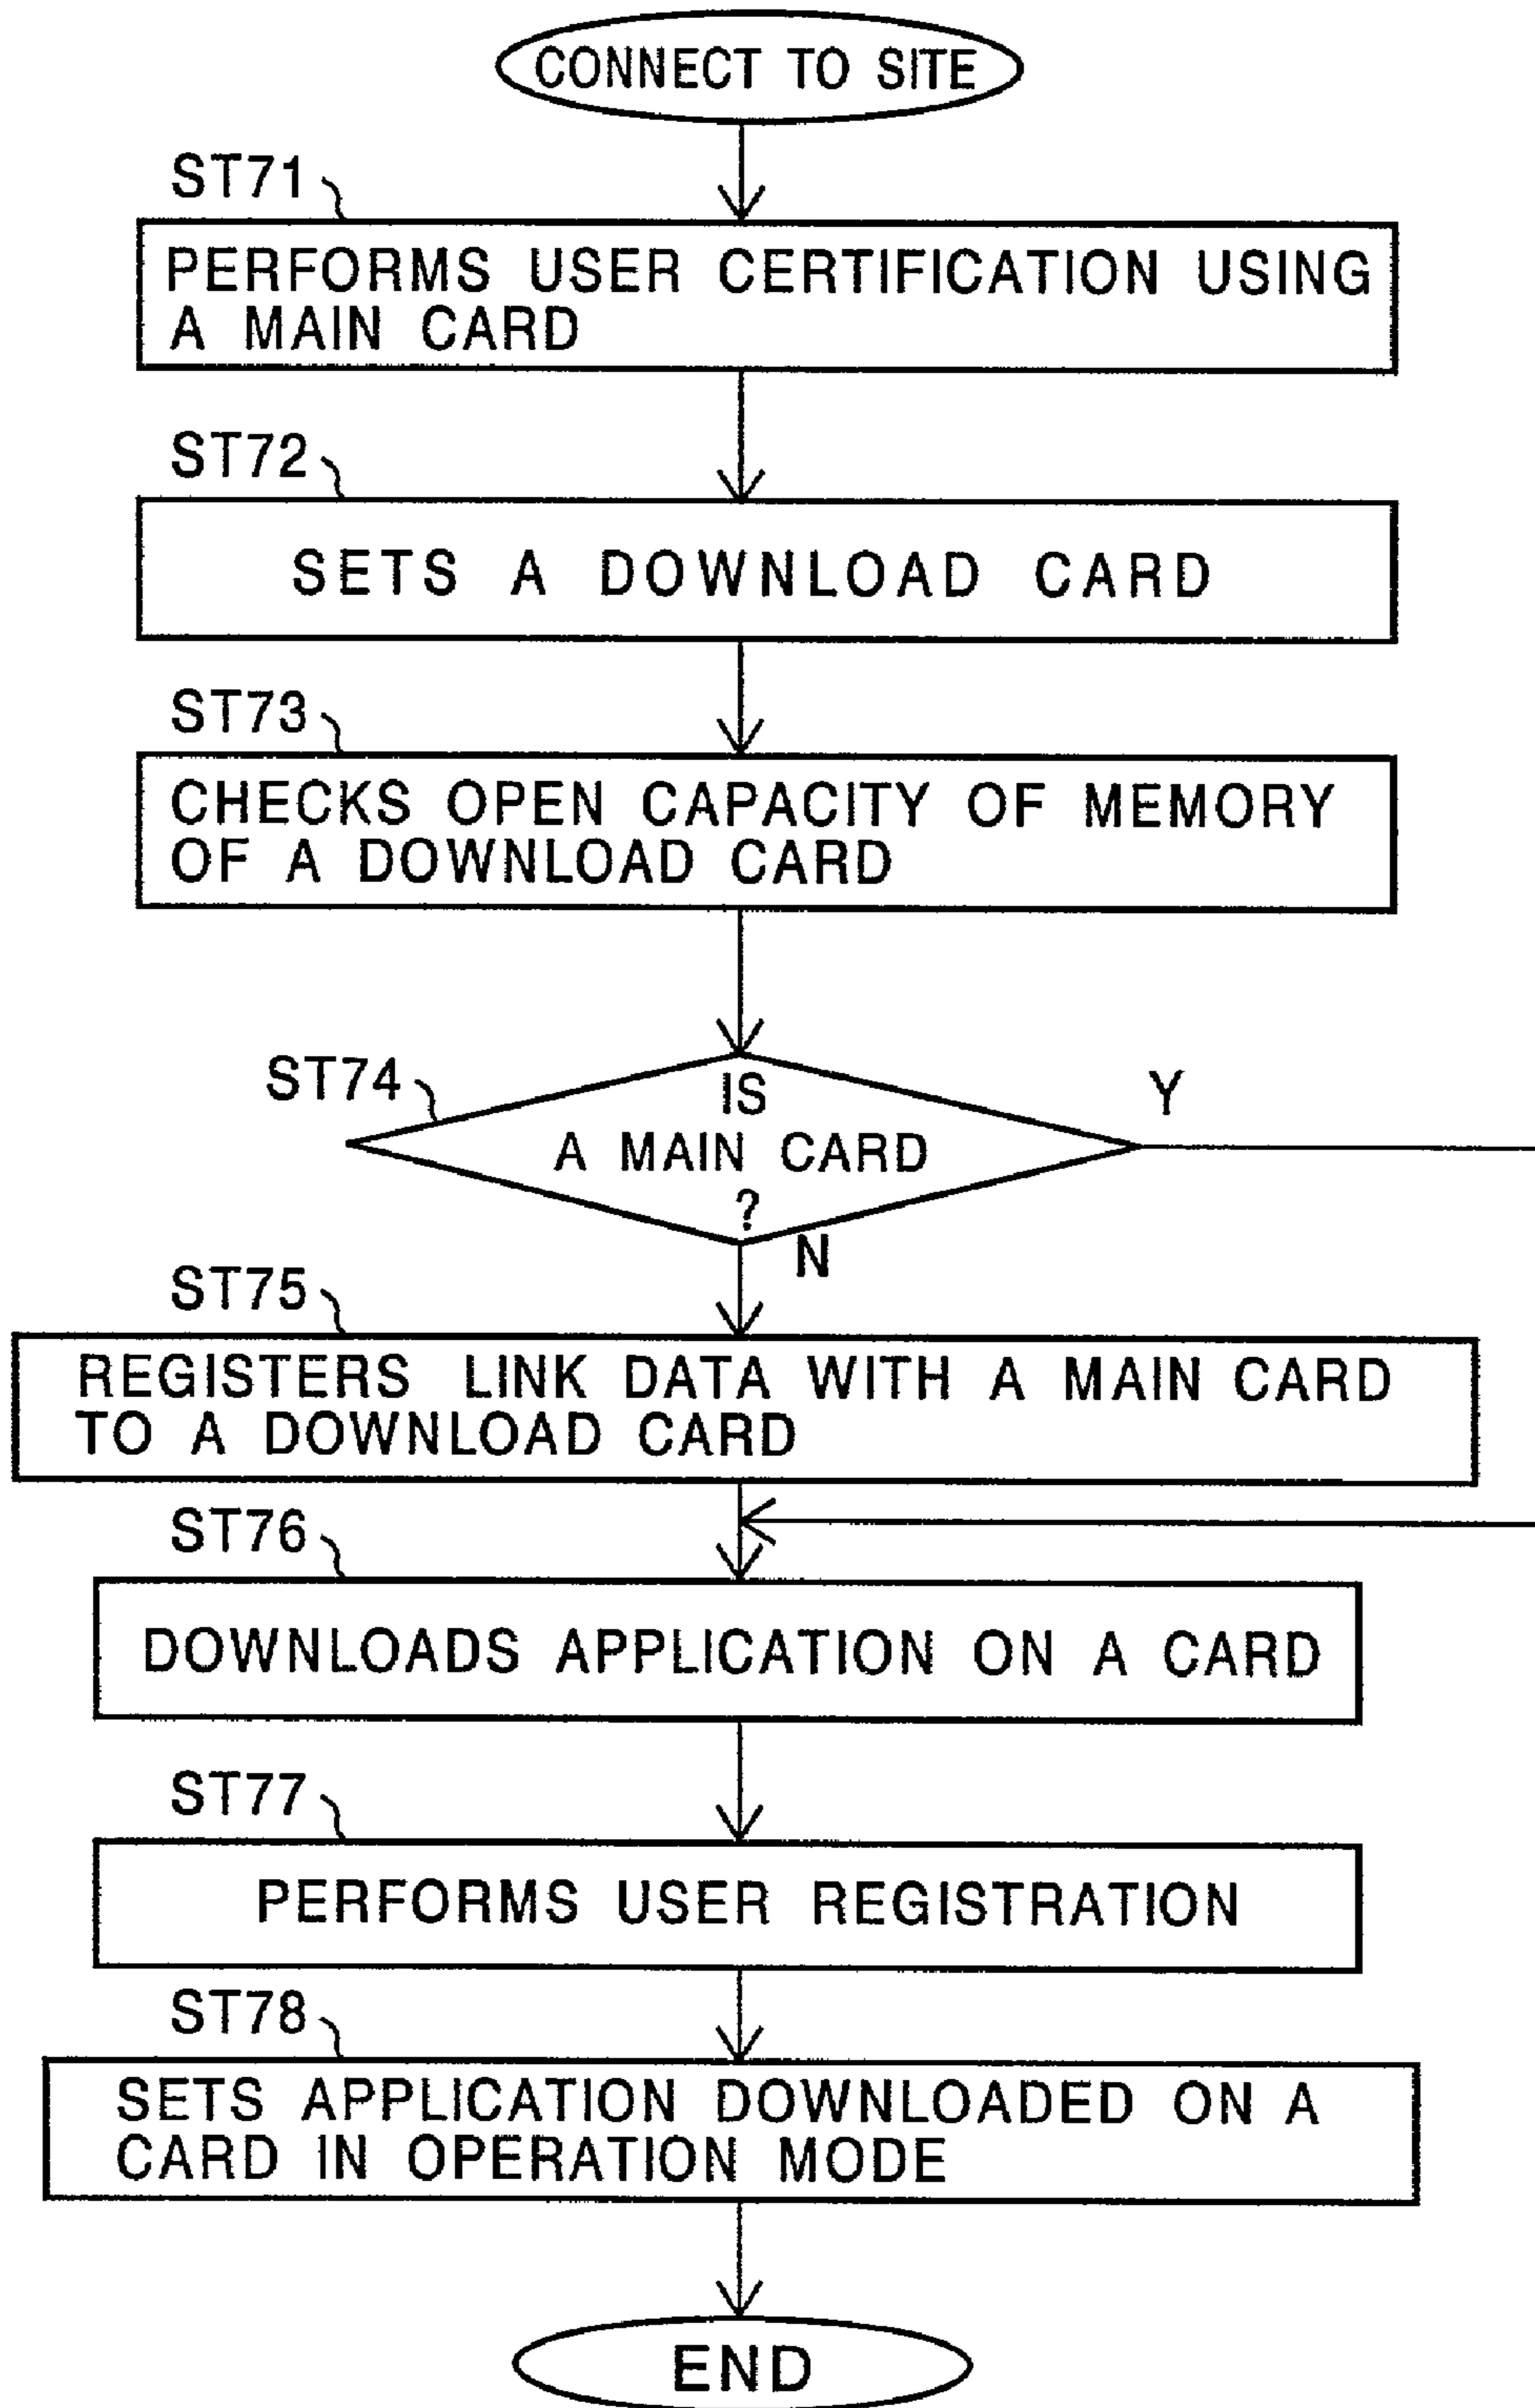 CONNECT TO SITE
ST71
PERFORMS USER CERTIFICATION USING
A MAIN CARD
ST72
SETS A DOWNLOAD CARD
ST73
CHECKS OPEN CAPACITY OF MEMORY
OF A DOWNLOAD CARD
ST74
IS
A MAIN CARD
?
Y
N
ST75
REGISTERS LINK DATA WITH A MAIN CARD
TO A DOWNLOAD CARD
ST76
DOWNLOADS APPLICATION ON A CARD
ST77
PERFORMS USER REGISTRATION
ST78
SETS APPLICATION DOWNLOADED ON A
CARD IN OPERATION MODE
END